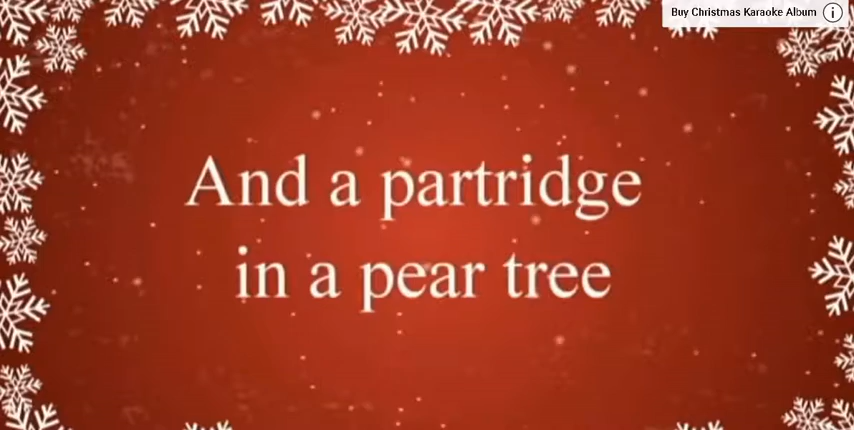 Buy Christmas Karaoke Album
And a partridge
in a pear tree